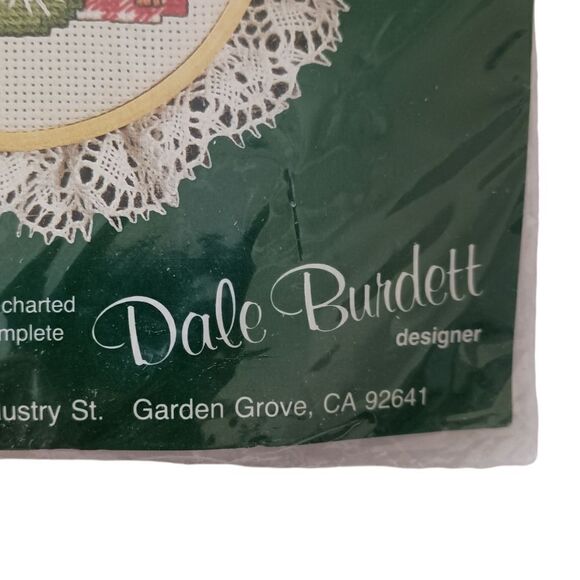 charted
mplete
Dale Burdett
designer
ustry St. Garden Grove, CA 92641